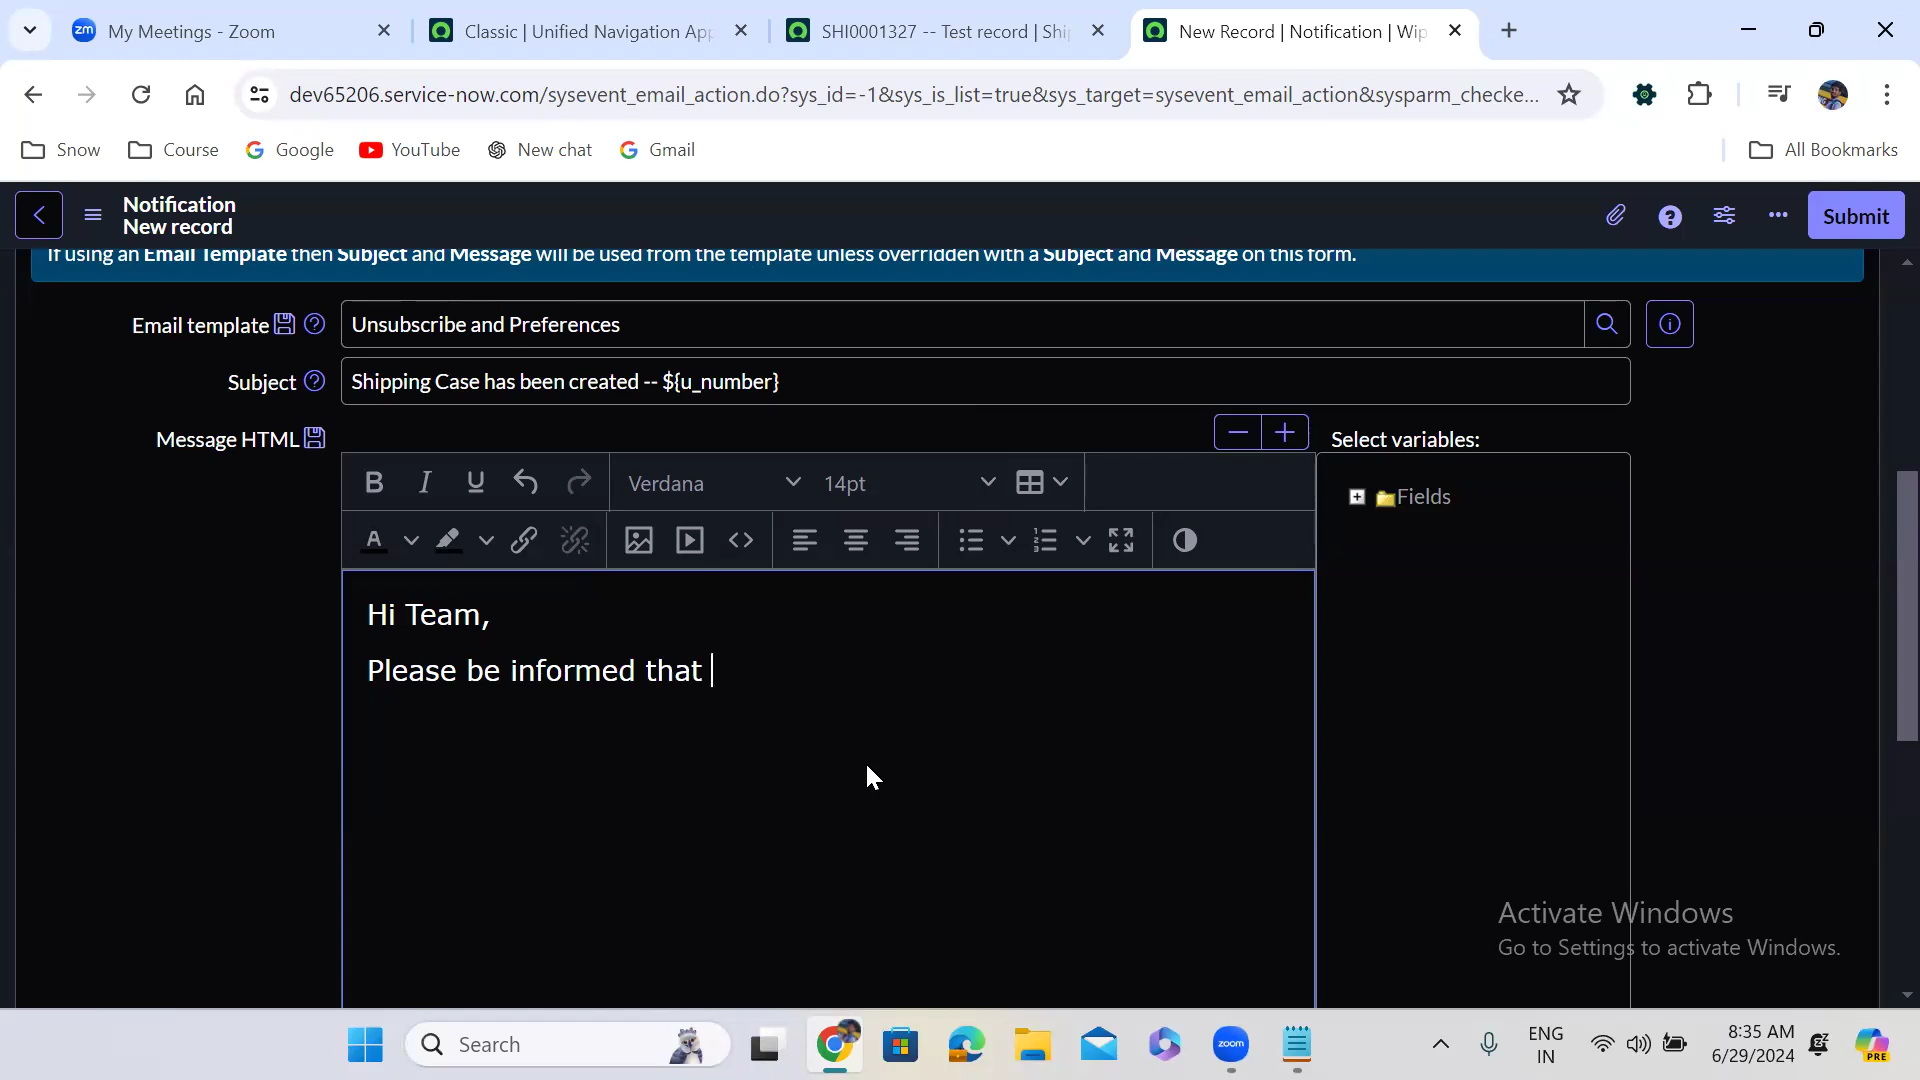 My Meetings - Zoom
Classic | Unified Navigation App
SHI0001327 -- Test record | Shi
New Record | Notification | Wip
dev65206.service-now.com/sysevent_email_action.do?sys_id=-1&sys_is_list=true&sys_target=sysevent_email_action&sysparm_checke...
Snow
Course
Google
YouTube
New chat
Gmail
All Bookmarks
Notification
New record
Submit
If using an Email Template then Subject and Message will be used from the template unless overridden with a Subject and Message on this form.
Email template
Unsubscribe and Preferences
Subject
Shipping Case has been created -- ${u_number}
Message HTML
Select variables:
Verdana
14pt
Fields
Hi Team,
Please be informed that
Activate Windows
Go to Settings to activate Windows.
Search
zoom
ENG
IN
8:35 AM
6/29/2024
PRE